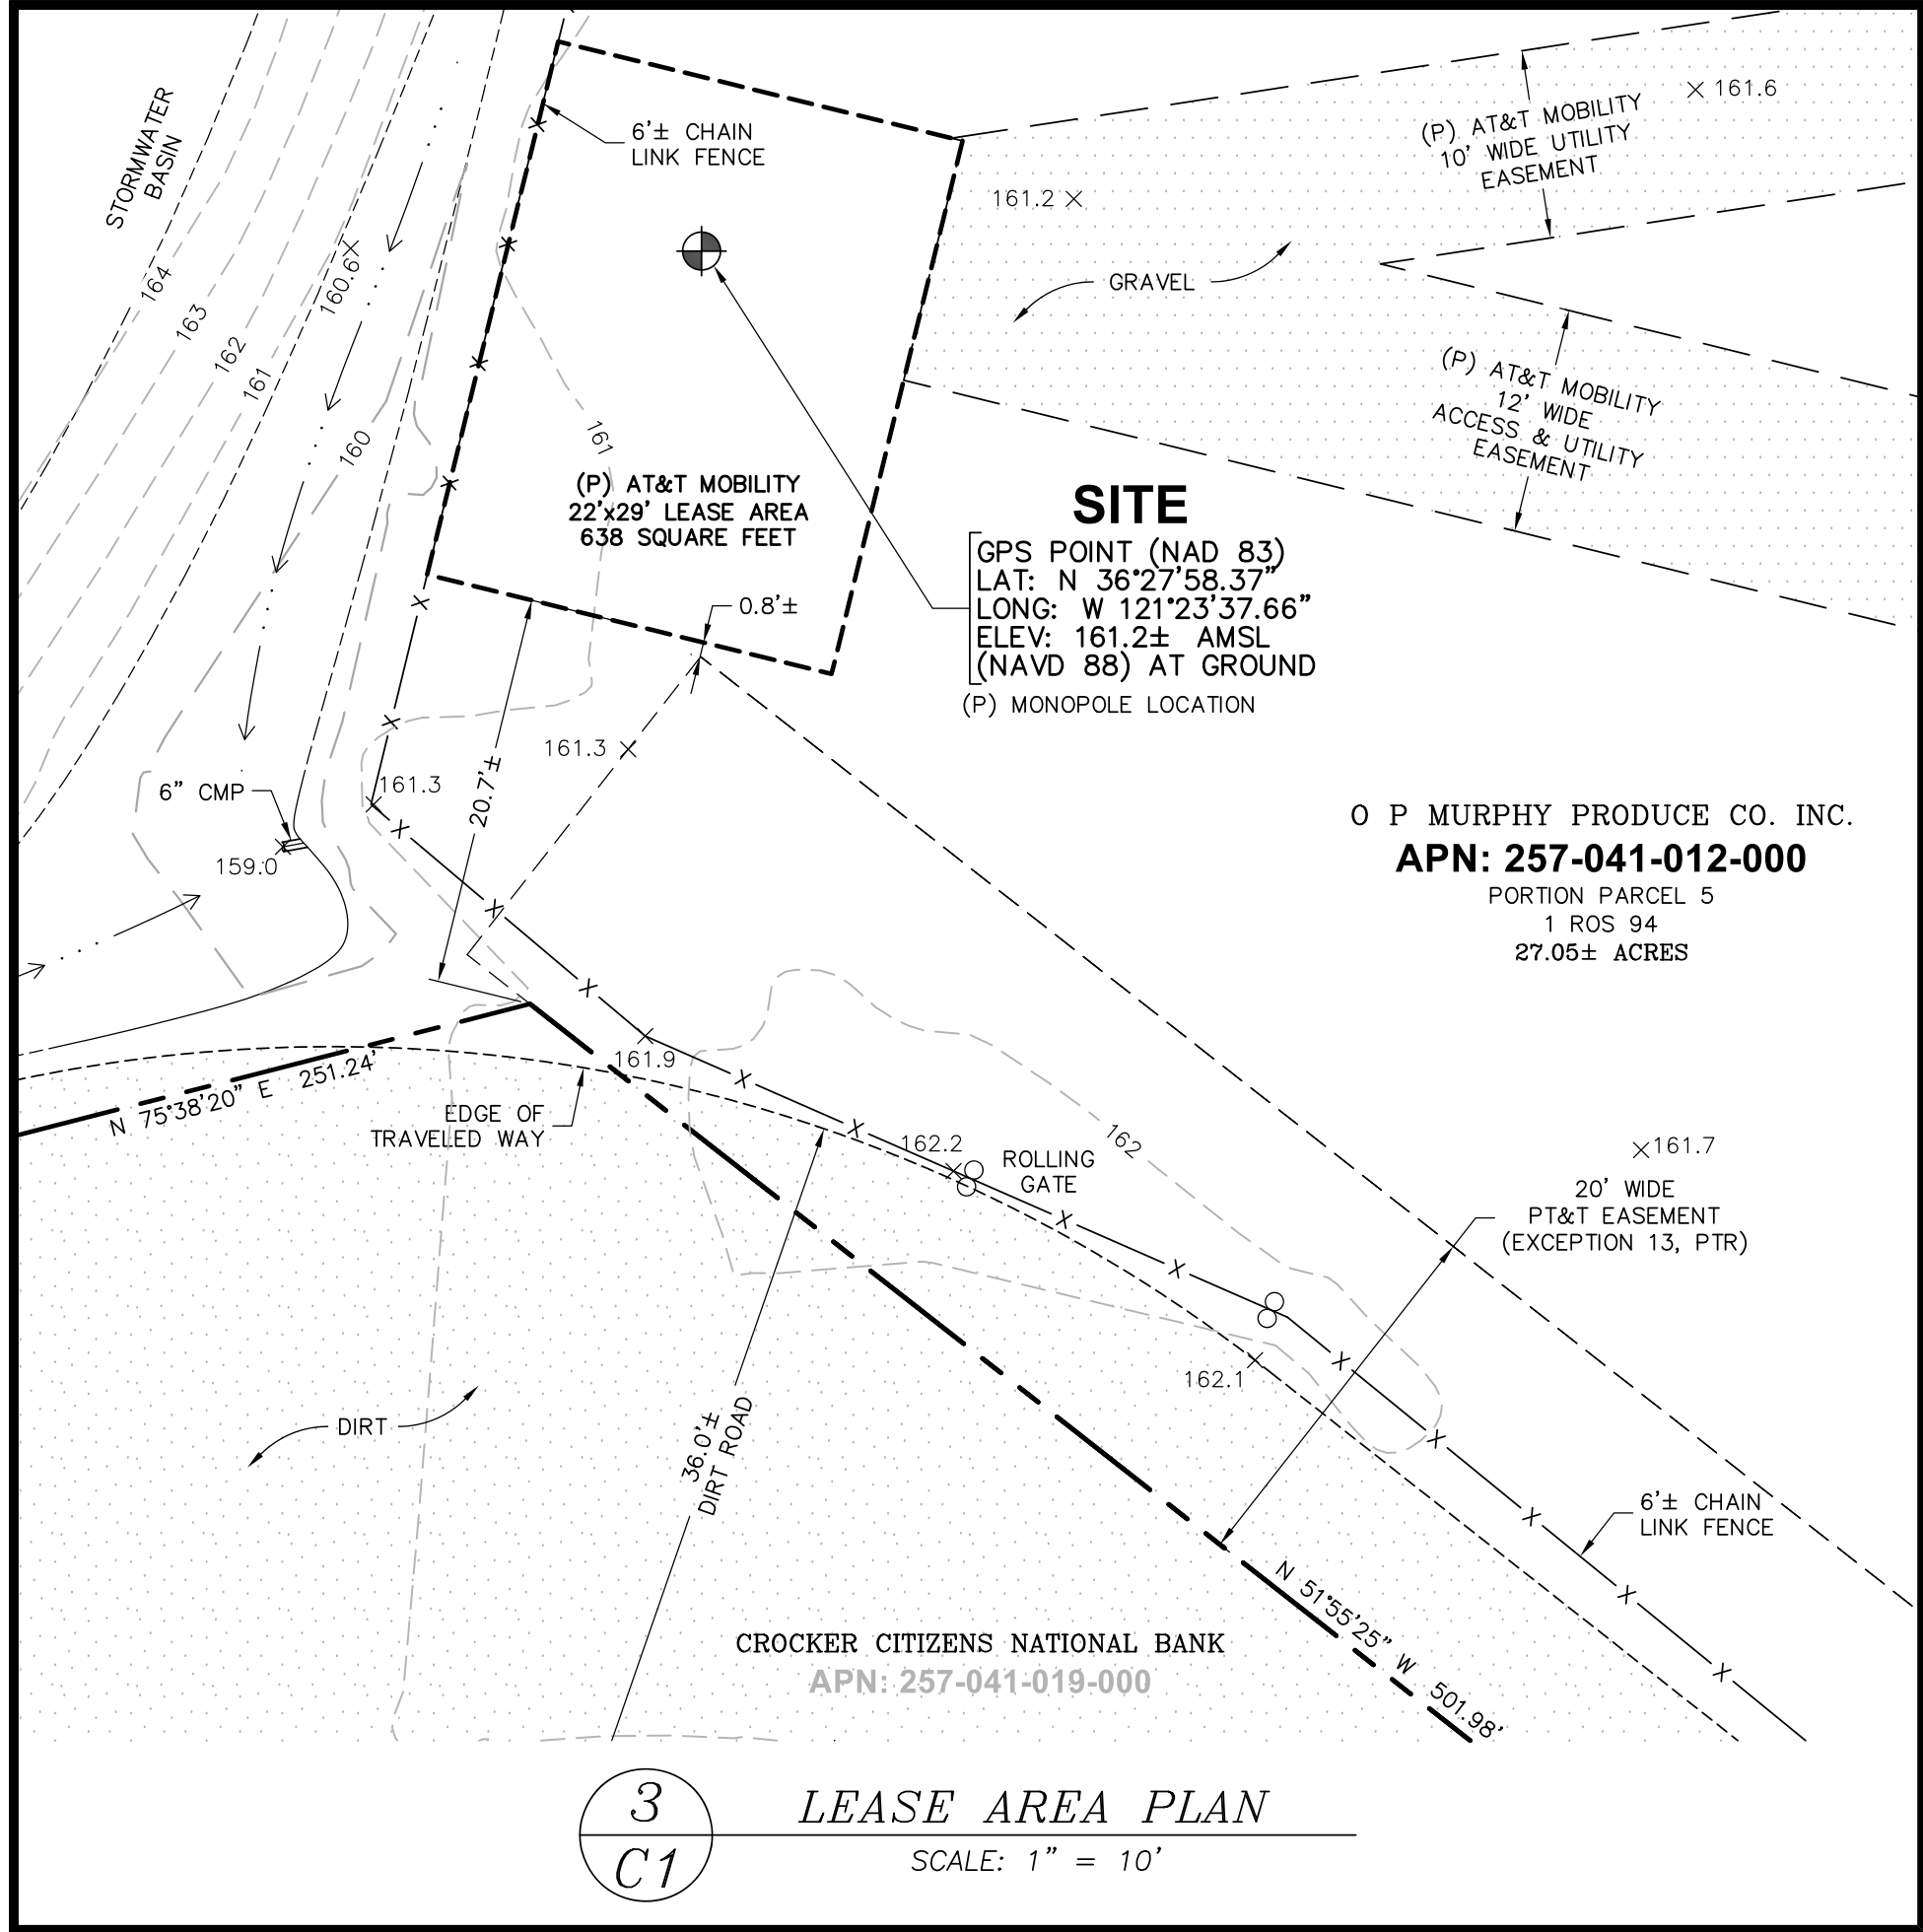 STORMWATER
BASIN
6'± CHAIN
LINK FENCE
(P) AT&T MOBILITY
10' WIDE UTILITY
EASEMENT
161.6
161.2
GRAVEL
164
163
162
161
160
160.6
161
(P) AT&T MOBILITY
12' WIDE
ACCESS & UTILITY
EASEMENT
(P) AT&T MOBILITY
22'x29' LEASE AREA
638 SQUARE FEET
SITE
GPS POINT (NAD 83)
LAT: N 36°27'58.37"
LONG: W 121°23'37.66"
ELEV: 161.2± AMSL
(NAVD 88) AT GROUND
(P) MONOPOLE LOCATION
0.8'±
161.3
20.7'±
161.3
6" CMP
159.0
O P MURPHY PRODUCE CO. INC.
APN: 257-041-012-000
PORTION PARCEL 5
1 ROS 94
27.05± ACRES
161.9
N 75°38'20" E 251.24'
EDGE OF
TRAVELED WAY
162.2
ROLLING
GATE
162
161.7
20' WIDE
PT&T EASEMENT
(EXCEPTION 13, PTR)
162.1
DIRT
36.0'±
DIRT ROAD
6'± CHAIN
LINK FENCE
N 51°55'25" W 501.98'
CROCKER CITIZENS NATIONAL BANK
APN: 257-041-019-000
3
C1
LEASE AREA PLAN
SCALE: 1" = 10'